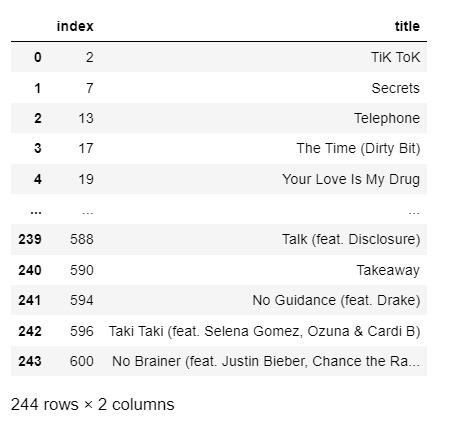 index title
0 2 TiK ToK
1 7 Secrets
2 13 Telephone
3 17 The Time (Dirty Bit)
4 19 Your Love Is My Drug
... ... ...
239 588 Talk (feat. Disclosure)
240 590 Takeaway
241 594 No Guidance (feat. Drake)
242 596 Taki Taki (feat. Selena Gomez, Ozuna & Cardi B)
243 600 No Brainer (feat. Justin Bieber, Chance the Ra...
244 rows × 2 columns